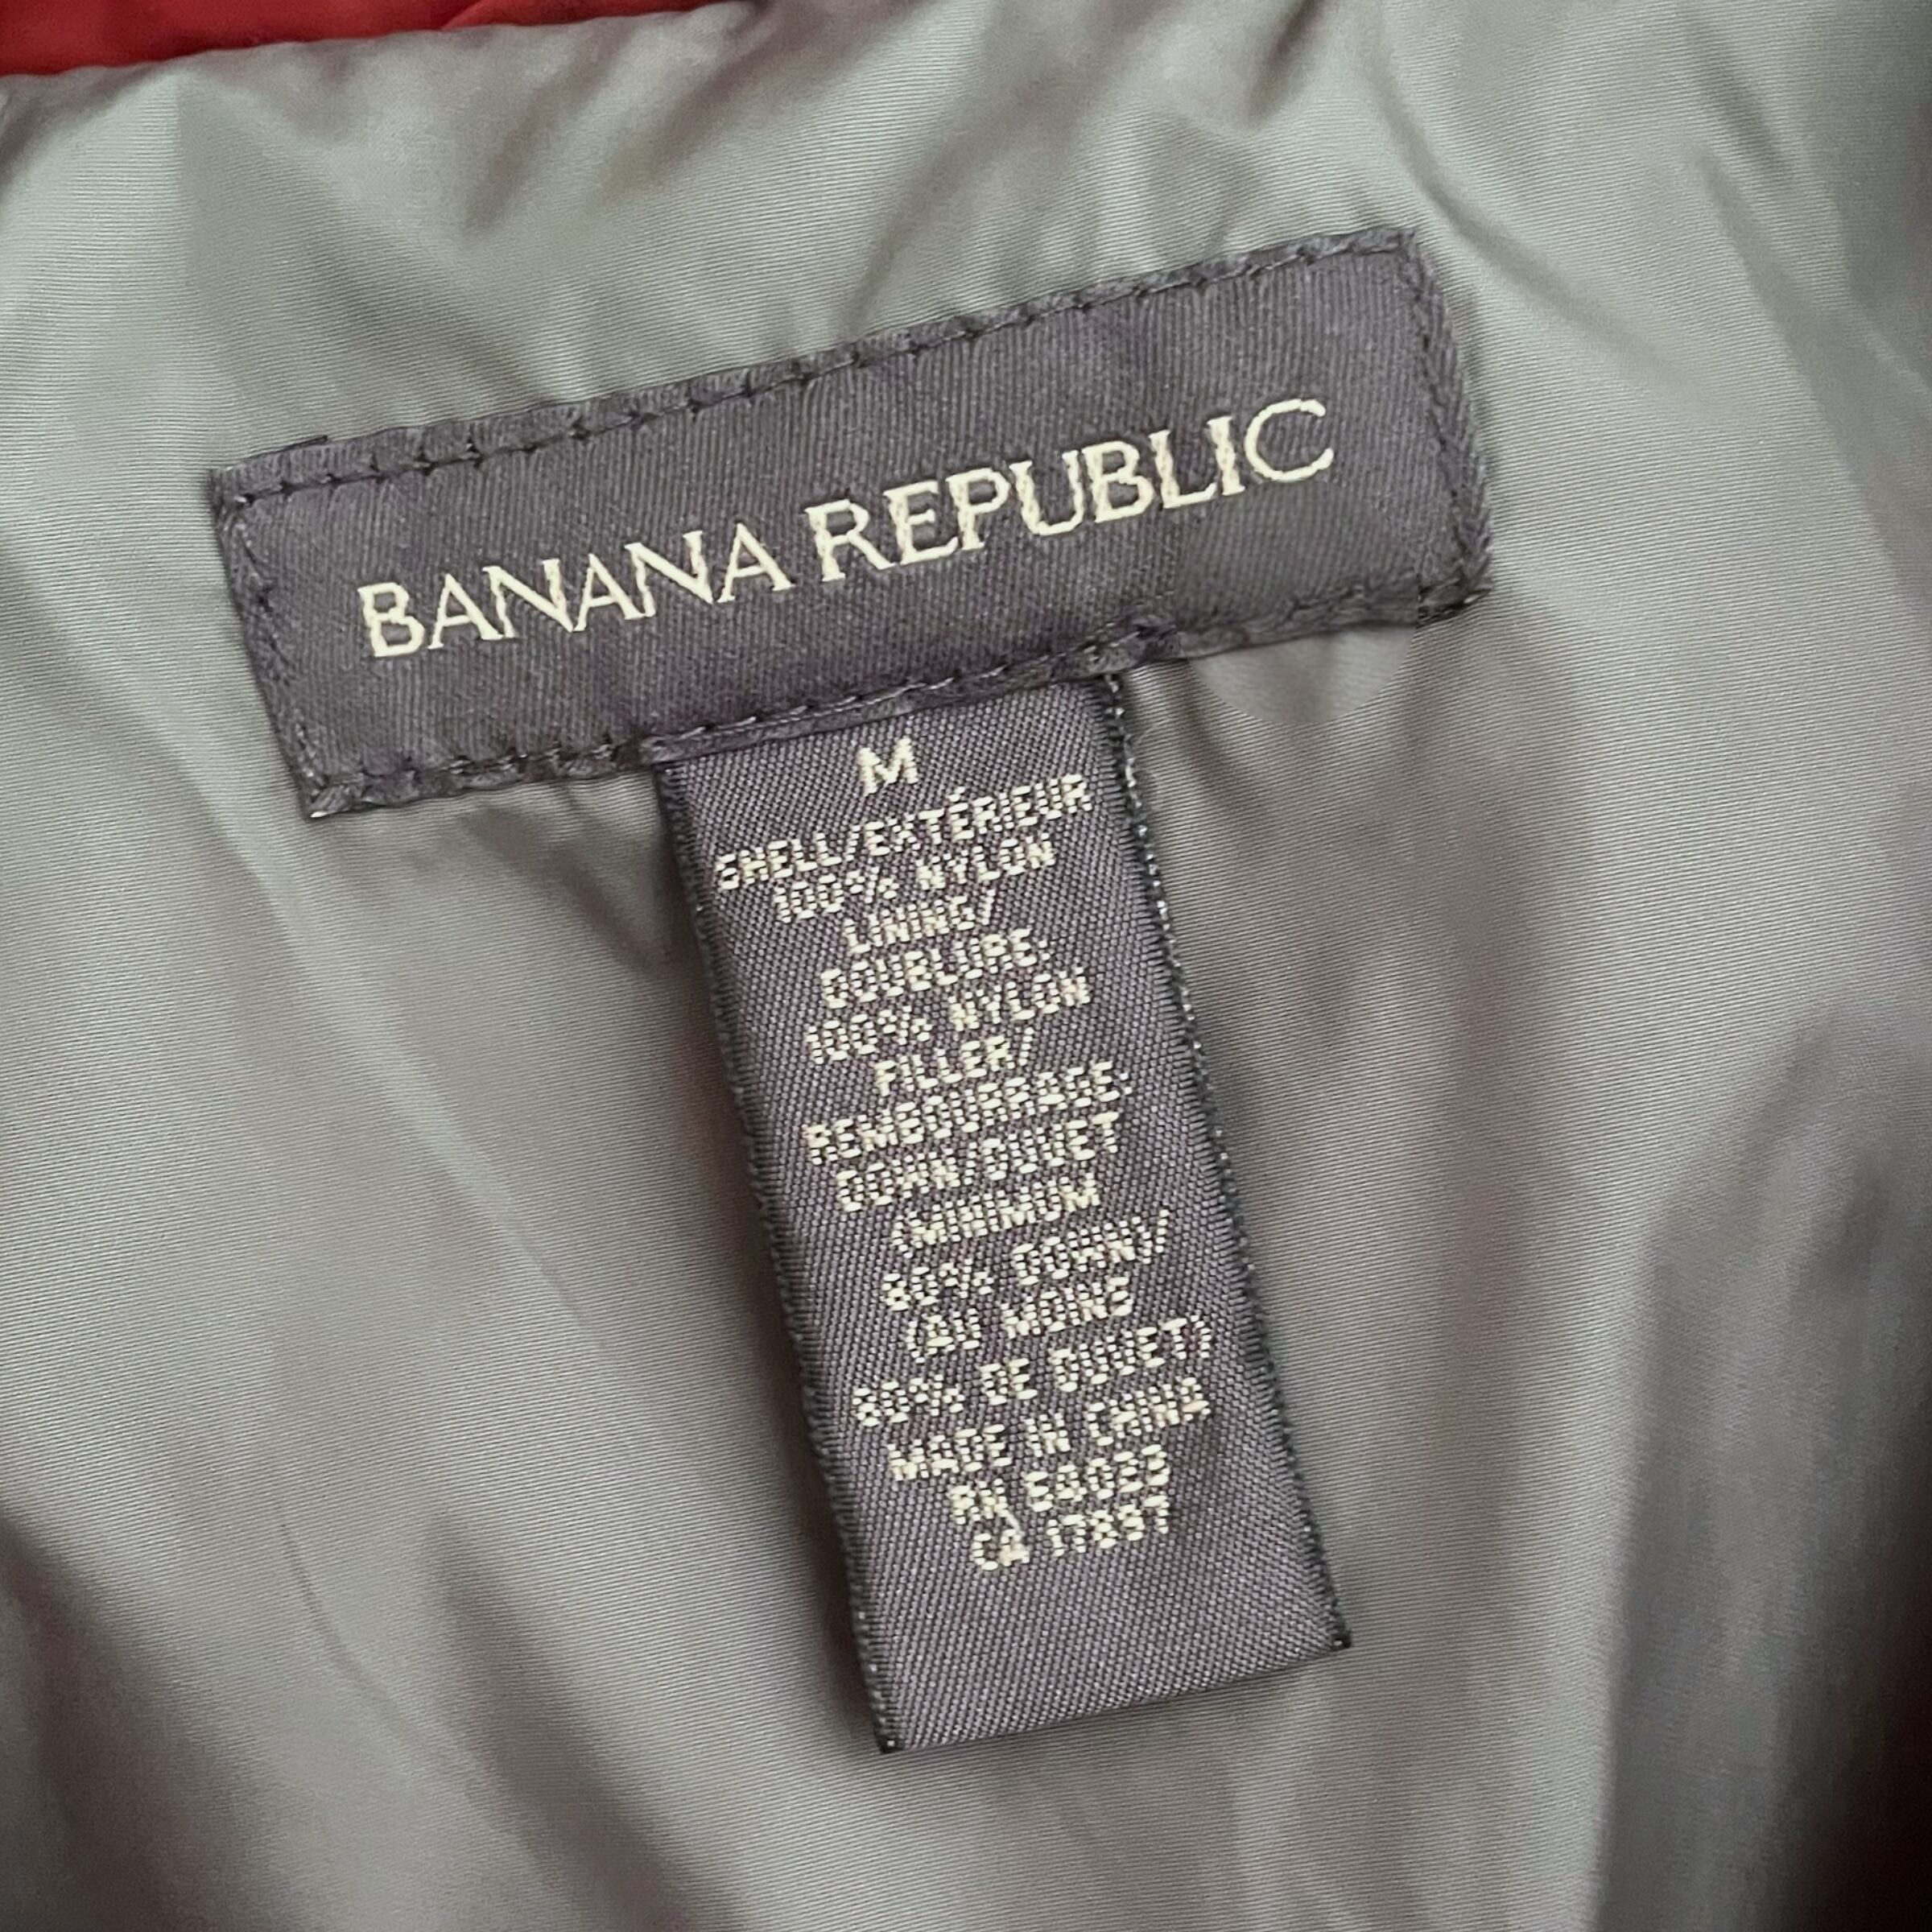 BANANA REPUBLIC
M
SHELL/EXTÉRIEUR
100% NYLON
LINING/
DOUBLURE:
100% NYLON
FILLER/
REMBOURRAGE:
DOWN/DUVET
(MINIMUM
80% DOWN)/
(AU MOINS
80% DE DUVET)
MADE IN CHINA
RN 54023
CA 17897